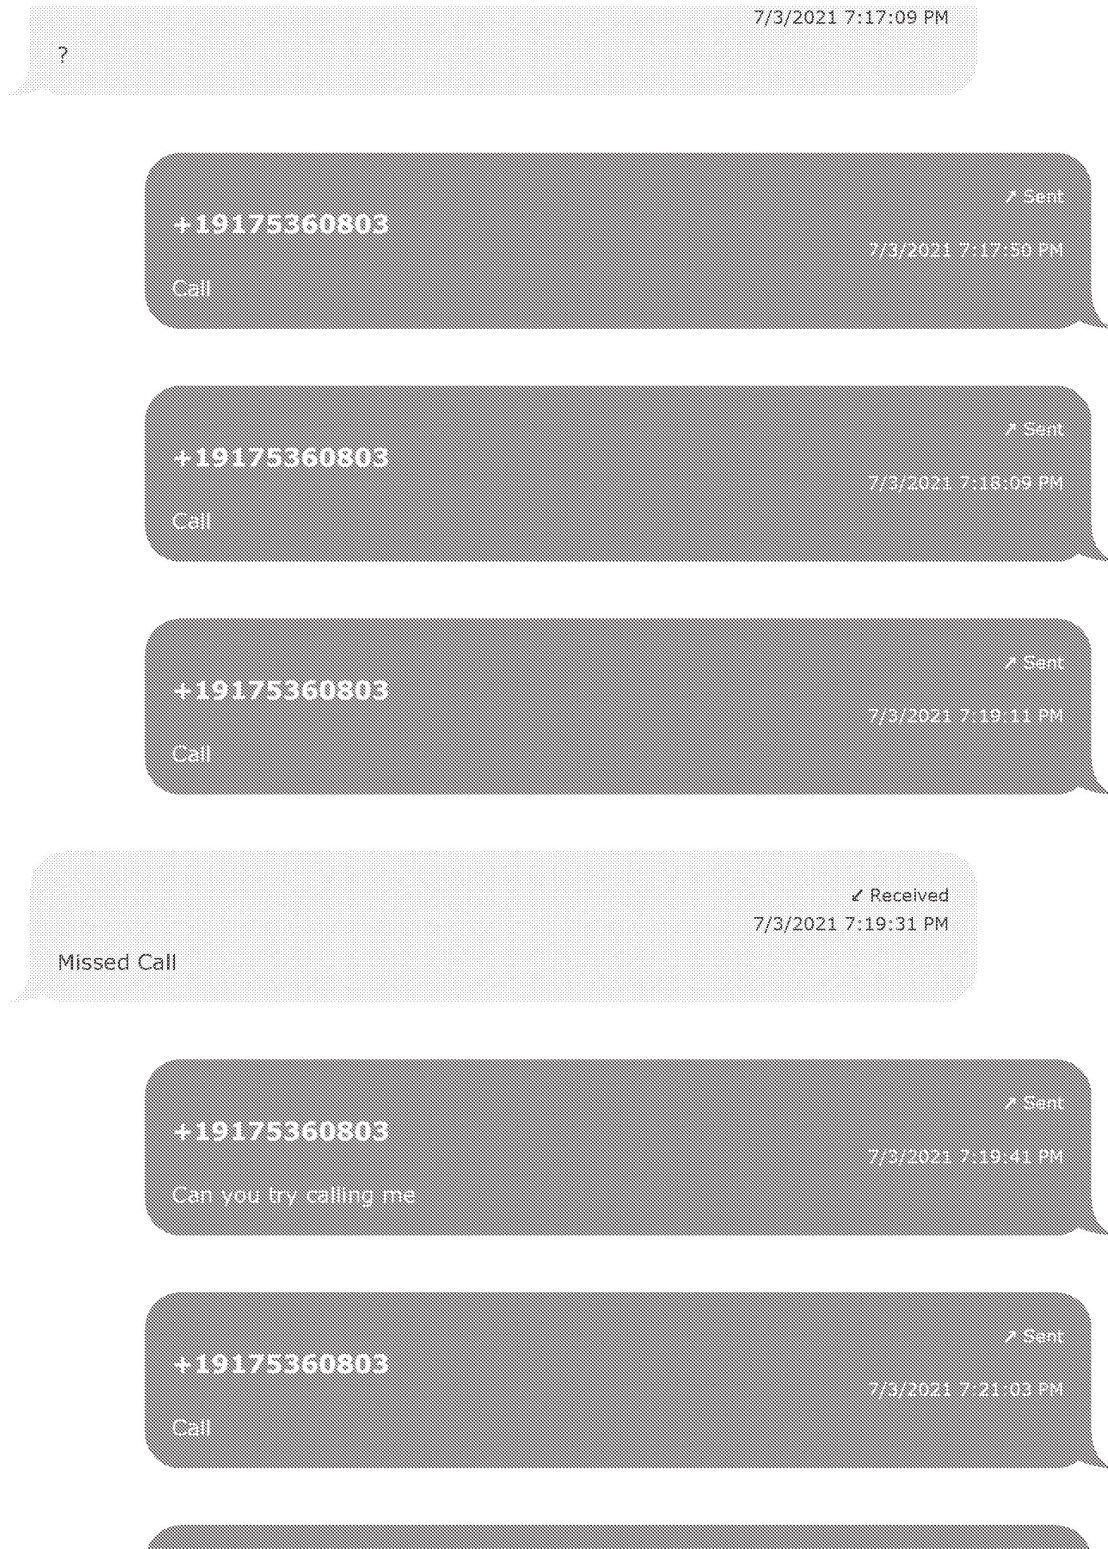 7/3/2021 7:17:09 PM
?
↗ Sent
+19175360803
7/3/2021 7:17:50 PM
Call
↗ Sent
+19175360803
7/3/2021 7:18:09 PM
Call
↗ Sent
+19175360803
7/3/2021 7:19:11 PM
Call
↙ Received
7/3/2021 7:19:31 PM
Missed Call
↗ Sent
+19175360803
7/3/2021 7:19:41 PM
Can you try calling me
↗ Sent
+19175360803
7/3/2021 7:21:03 PM
Call